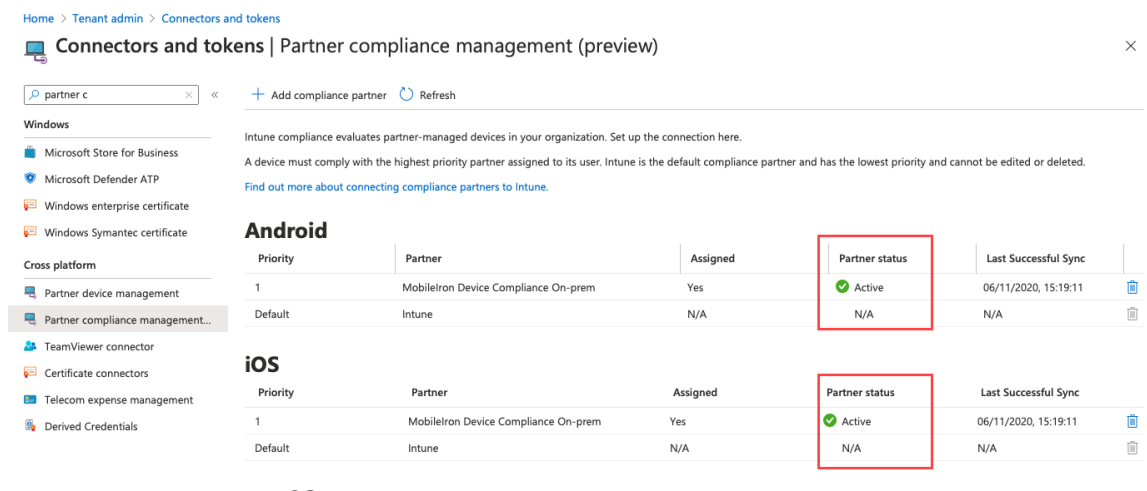 Home > Tenant admin > Connectors and tokens
Connectors and tokens | Partner compliance management (preview)
partner c
Add compliance partner Refresh
Windows
Microsoft Store for Business
Microsoft Defender ATP
Windows enterprise certificate
Windows Symantec certificate
Cross platform
Partner device management
Partner compliance management...
TeamViewer connector
Certificate connectors
Telecom expense management
Derived Credentials
Intune compliance evaluates partner-managed devices in your organization. Set up the connection here.
A device must comply with the highest priority partner assigned to its user. Intune is the default compliance partner and has the lowest priority and cannot be edited or deleted.
Find out more about connecting compliance partners to Intune.
Android
Priority Partner Assigned Partner status Last Successful Sync
1 MobileIron Device Compliance On-prem Yes Active 06/11/2020, 15:19:11
Default Intune N/A N/A N/A
iOS
Priority Partner Assigned Partner status Last Successful Sync
1 MobileIron Device Compliance On-prem Yes Active 06/11/2020, 15:19:11
Default Intune N/A N/A N/A